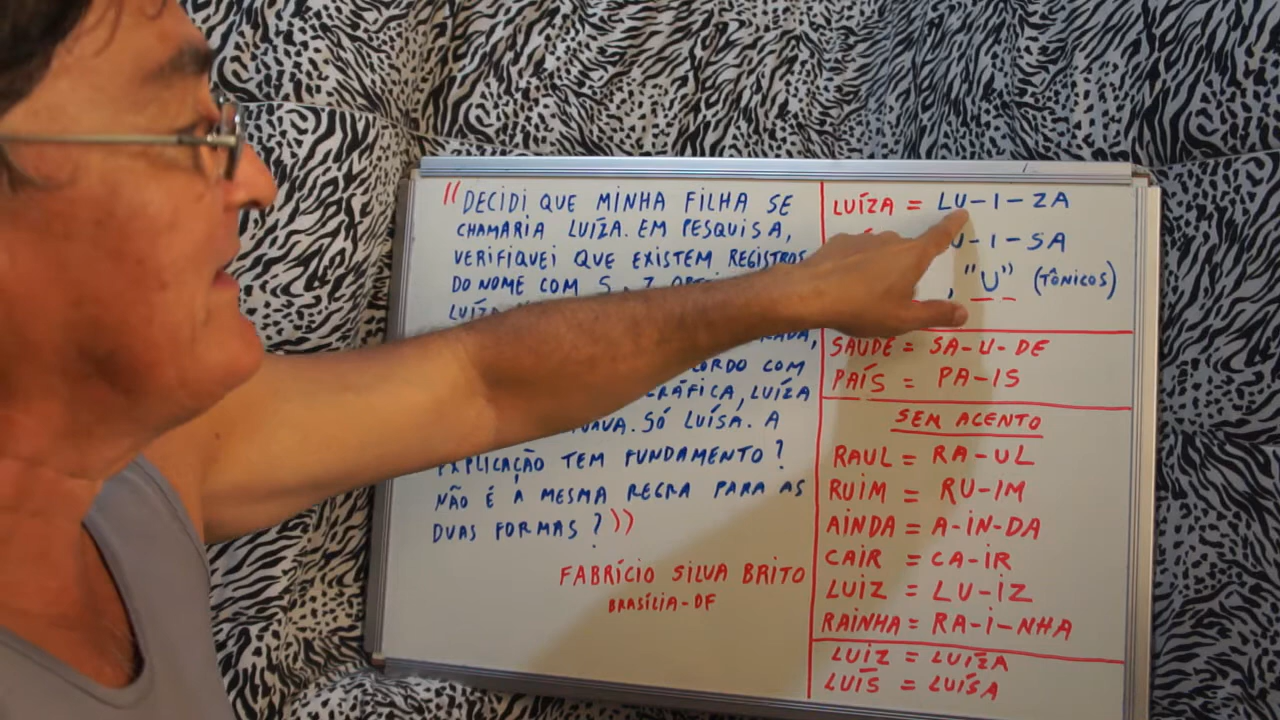 "DECIDI QUE MINHA FILHA SE
CHAMARIA LUÍZA. EM PESQUISA,
VERIFIQUEI QUE EXISTEM REGISTROS
DO NOME COM S
LUÍZA
COM
GRÁFICA, LUÍZA
SÓ LUÍSA. A
EXPLICAÇÃO TEM FUNDAMENTO?
NÃO É A MESMA REGRA PARA AS
DUAS FORMAS?"
FABRÍCIO SILVA BRITO
BRASÍLIA-DF
LUÍZA = LU-I-ZA
U-I-SA
, "U" (TÔNICOS)
SAÚDE = SA-U-DE
PAÍS = PA-IS
SEM ACENTO
RAUL = RA-UL
RUIM = RU-IM
AINDA = A-IN-DA
CAIR = CA-IR
LUIZ = LU-IZ
RAINHA = RA-I-NHA
LUIZ = LUÍZA
LUÍS = LUÍSA